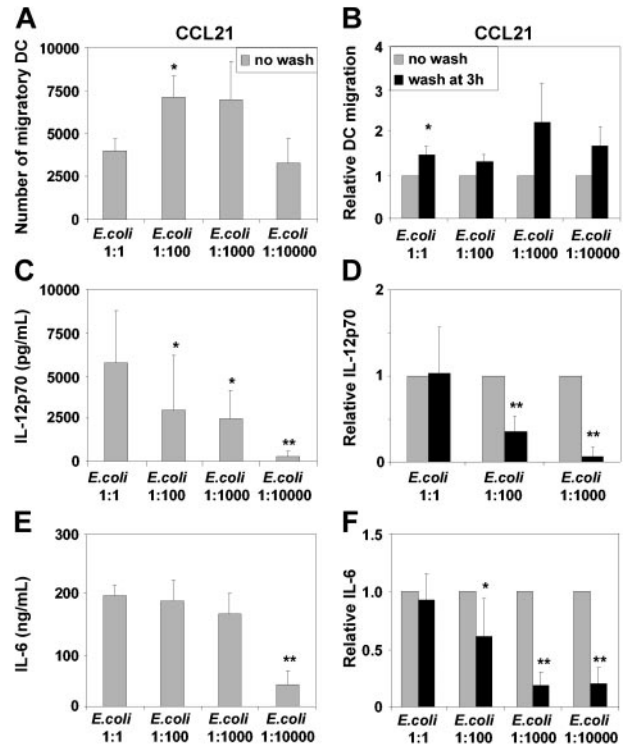 A
CCL21
Number of migratory DC
10000
7500
5000
2500
0
no wash
*
E.coli E.coli E.coli E.coli
1:1 1:100 1:1000 1:10000
B
CCL21
Relative DC migration
4
3
2
2
1
0
no wash
wash at 3h
*
E.coli E.coli E.coli E.coli
1:1 1:100 1:1000 1:10000
C
IL-12p70 (pg/mL)
10000
7500
5000
2500
0
* * **
E.coli E.coli E.coli E.coli
1:1 1:100 1:1000 1:10000
D
Relative IL-12p70
2
1
0
** **
E.coli E.coli E.coli
1:1 1:100 1:1000
E
IL-6 (ng/mL)
300
200
100
0
**
E.coli E.coli E.coli E.coli
1:1 1:100 1:1000 1:10000
F
Relative IL-6
1.5
1.0
0.5
0
* ** **
E.coli E.coli E.coli E.coli
1:1 1:100 1:1000 1:10000